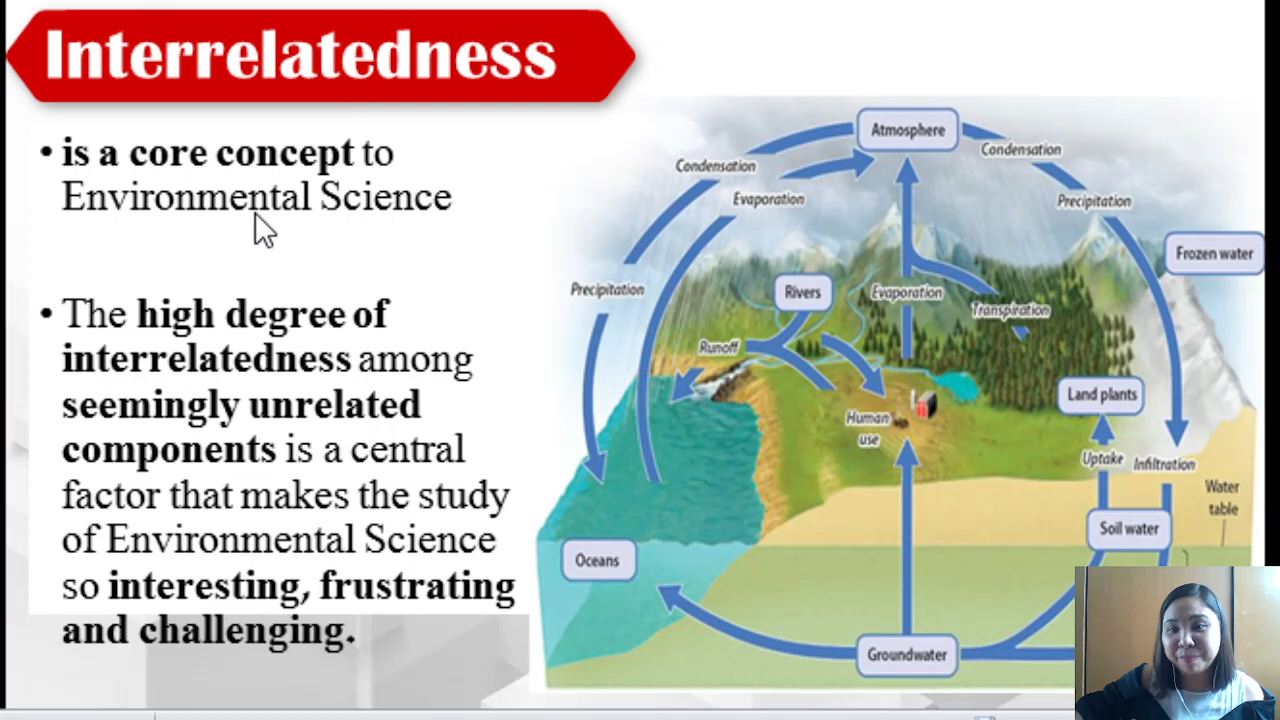 Interrelatedness
• is a core concept to
Environmental Science
• The high degree of
interrelatedness among
seemingly unrelated
components is a central
factor that makes the study
of Environmental Science
so interesting, frustrating
and challenging.
Atmosphere
Condensation
Condensation
Evaporation
Precipitation
Frozen water
Precipitation
Rivers
Evaporation
Transpiration
Runoff
Land plants
Human
use
Uptake
Infiltration
Water
table
Soil water
Oceans
Groundwater